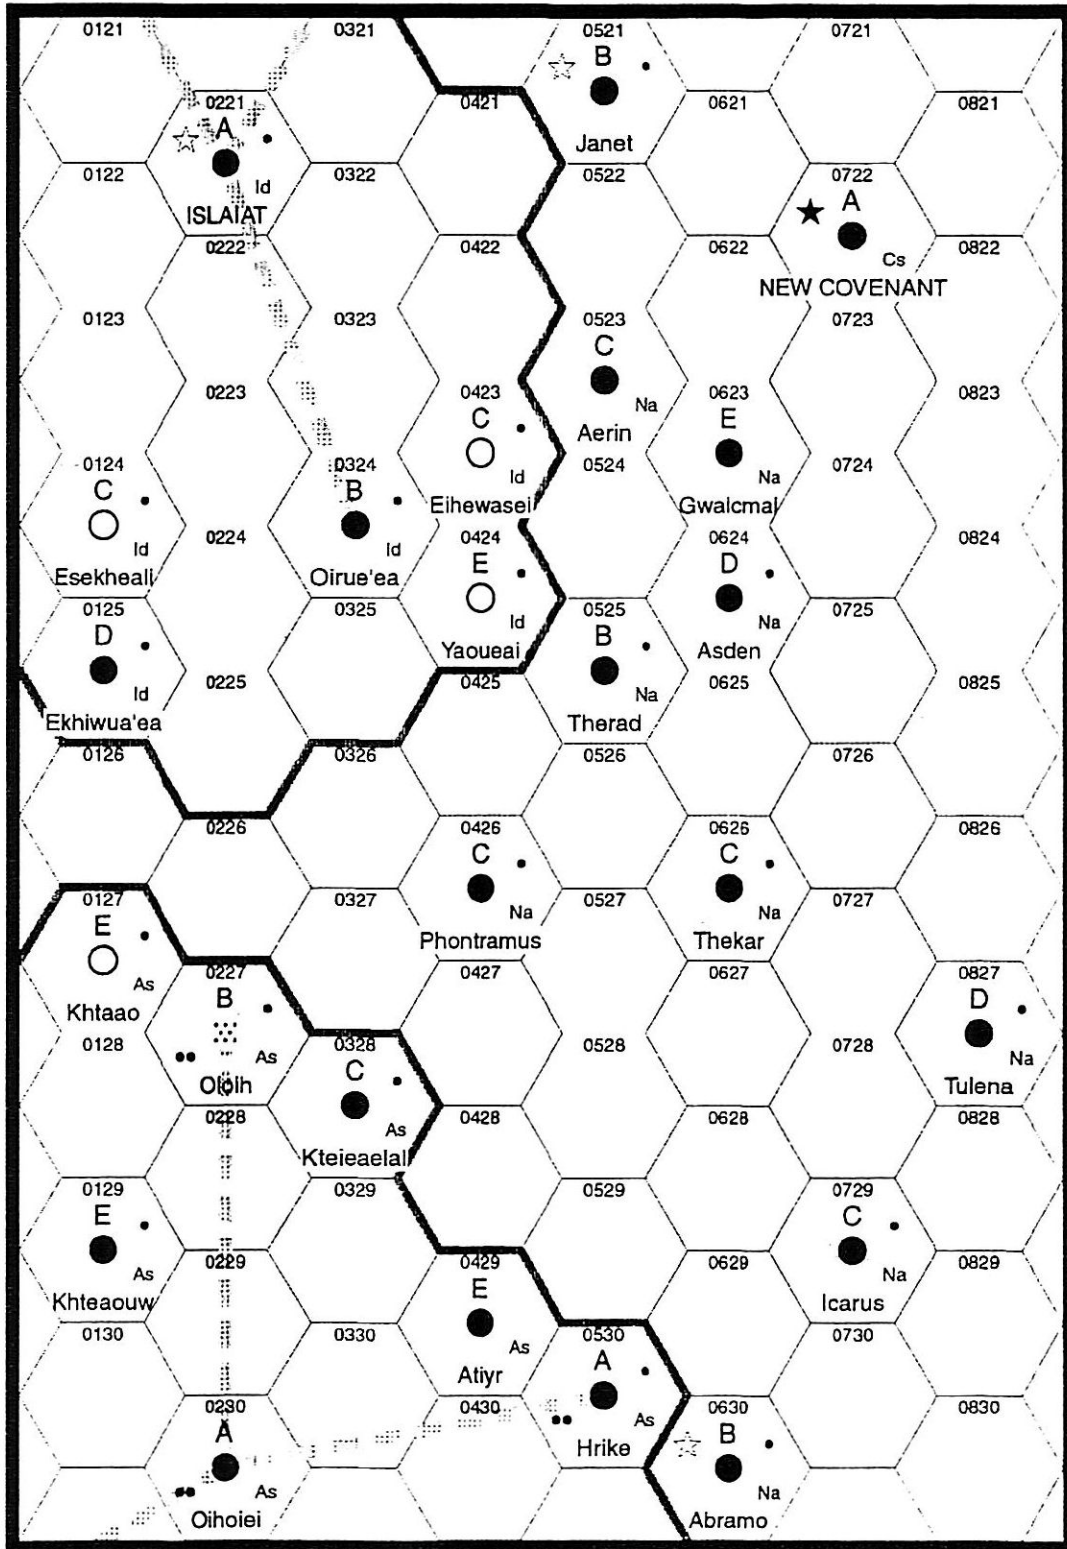 0121 0321 0521 0721
B
0221 0421 0621 0821
A
Janet
Id
0122 0322 0522 0722
ISLAIAT
A
0222 0422 0622 0822
Cs
NEW COVENANT
0123 0323 0523 0723
C
0223 0423 0623 0823
Na
C E
Aerin
0124 0324 0524 0724
Id Na
C B
Eihewasei Gwalcmal
0224 0424 0624 0824
Id Id
E D
Esekheali Oirue'ea
0125 0325 0525 0725
Id Na
D B
Yaoueai Asden
0225 0425 0625 0825
Id Na
Ekhiwua'ea Therad
0126 0326 0526 0726
0226 0426 0626 0826
C C
0127 0327 0527 0727
Na Na
E
Phontramus Thekar
0227 0427 0627 0827
As
B D
Khtaao
0128 0328 0528 0728
As Na
C
Ololh Tulena
0228 0428 0628 0828
As
Kteieaelal
0129 0329 0529 0729
E C
0229 0429 0629 0829
As Na
E
Khteaouw Icarus
0130 0330 0530 0730
As
A
Atiyr
0230 0430 0630 0830
As
A B
Hrike
As Na
Oihoiei Abramo